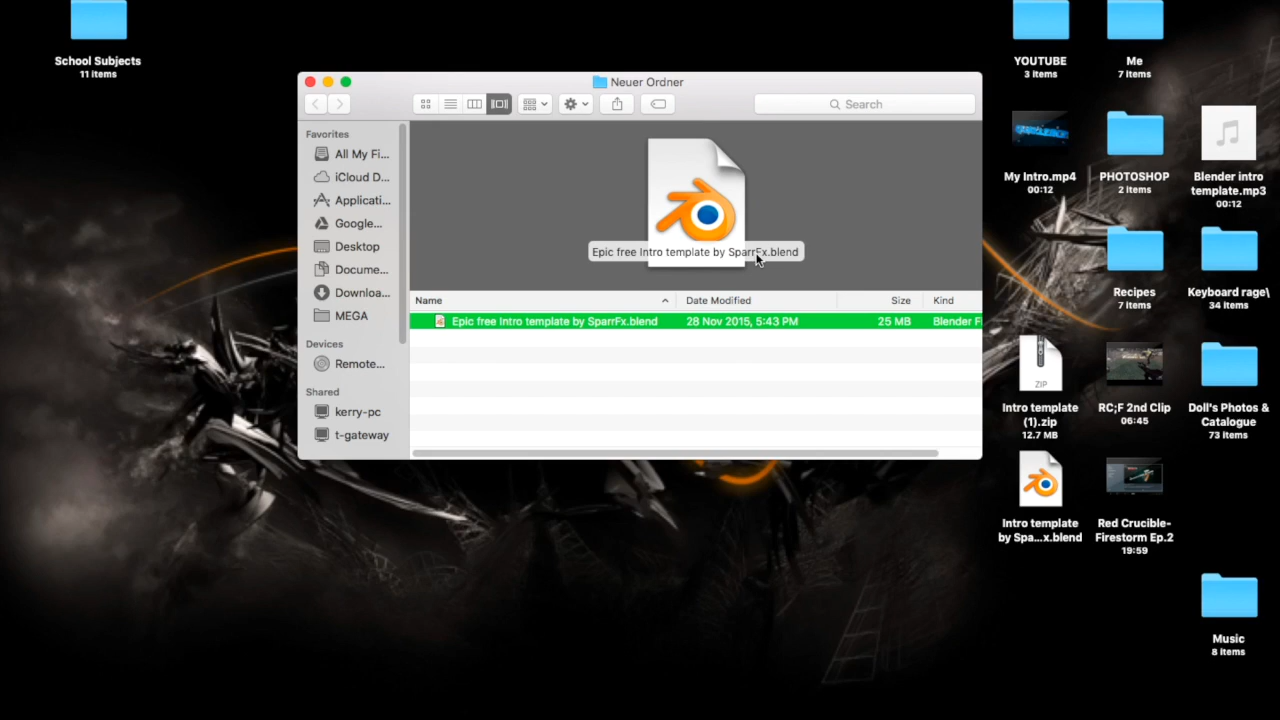 School Subjects
11 items
Neuer Ordner
Search
Favorites
All My Fi...
iCloud D...
Applicati...
Google...
Desktop
Docume...
Downloa...
MEGA
Devices
Remote...
Shared
kerry-pc
t-gateway
Epic free Intro template by SparrFx.blend
Name Date Modified Size Kind
Epic free Intro template by SparrFx.blend 28 Nov 2015, 5:43 PM 25 MB Blender F
YOUTUBE
3 items
Me
7 items
My Intro.mp4
00:12
PHOTOSHOP
2 items
Blender intro
template.mp3
00:12
Recipes
7 items
Keyboard rage\
34 items
ZIP
Intro template
(1).zip
12.7 MB
RC;F 2nd Clip
06:45
Doll's Photos &
Catalogue
73 items
Intro template
by Spa...x.blend
Red Crucible-
Firestorm Ep.2
19:59
Music
8 items